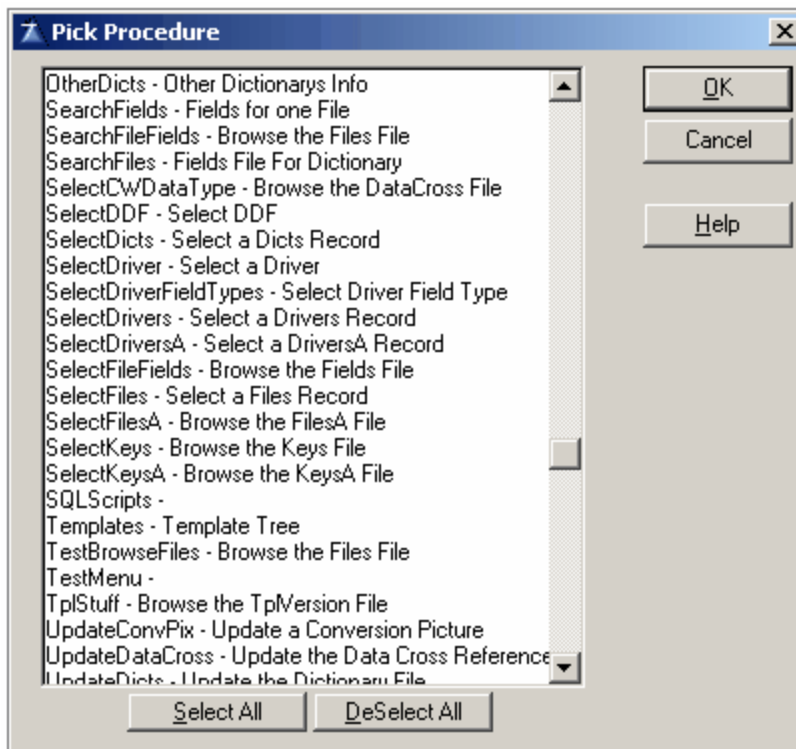 Pick Procedure
OtherDicts - Other Dictionarys Info
SearchFields - Fields for one File
SearchFileFields - Browse the Files File
SearchFiles - Fields File For Dictionary
SelectCWDataType - Browse the DataCross File
SelectDDF - Select DDF
SelectDicts - Select a Dicts Record
SelectDriver - Select a Driver
SelectDriverFieldTypes - Select Driver Field Type
SelectDrivers - Select a Drivers Record
SelectDriversA - Select a DriversA Record
SelectFileFields - Browse the Fields File
SelectFiles - Select a Files Record
SelectFilesA - Browse the FilesA File
SelectKeys - Browse the Keys File
SelectKeysA - Browse the KeysA File
SQLScripts -
Templates - Template Tree
TestBrowseFiles - Browse the Files File
TestMenu -
TplStuff - Browse the TplVersion File
UpdateConvPix - Update a Conversion Picture
UpdateDataCross - Update the Data Cross Reference
UpdateDicts - Update the Dictionary File
OK
Cancel
Help
Select All
DeSelect All